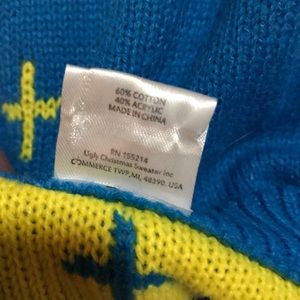 60% COTTON
40% ACRYLIC
MADE IN CHINA
RN 155214
Ugly Christmas Sweater Inc
COMMERCE TWP,MI, 48390. USA